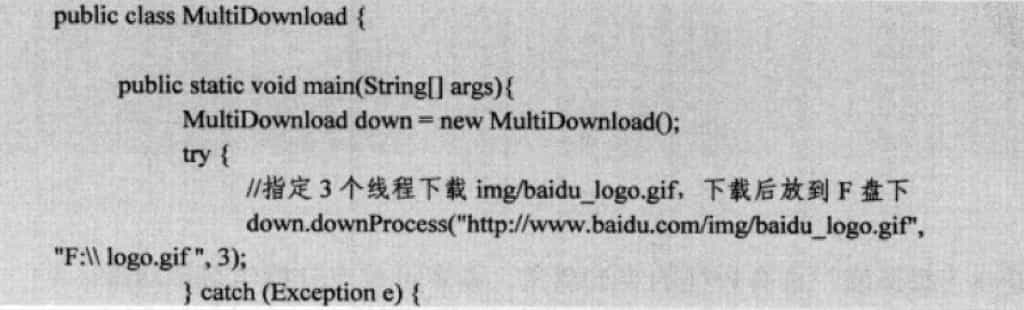 public class MultiDownload {
public static void main(String[] args){
MultiDownload down = new MultiDownload();
try {
//指定 3 个线程下载 img/baidu_logo.gif，下载后放到 F 盘下
down.downProcess("http://www.baidu.com/img/baidu_logo.gif",
"F:\\ logo.gif ", 3);
} catch (Exception e) {